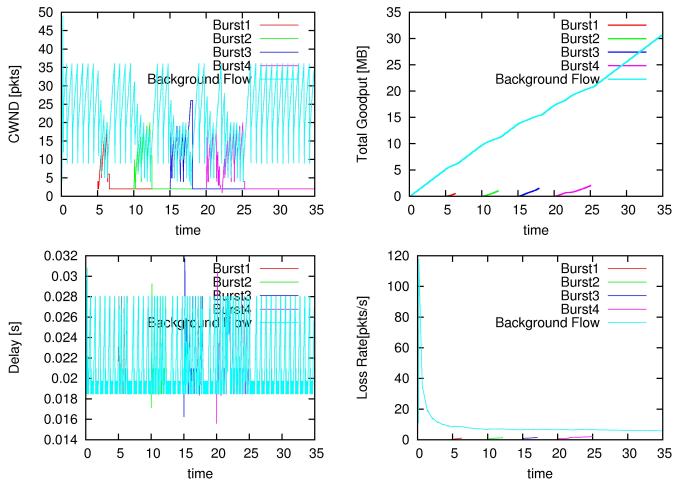 50
45
40
35
30
25
20
15
10
5
0
CWND [pkts]
Burst1
Burst2
Burst3
Burst4
Background Flow
0 5 10 15 20 25 30 35
time
35
30
25
20
15
10
5
0
Total Goodput [MB]
Burst1
Burst2
Burst3
Burst4
Background Flow
0 5 10 15 20 25 30 35
time
0.032
0.03
0.028
0.026
0.024
0.022
0.02
0.018
0.016
0.014
Delay [s]
Burst1
Burst2
Burst3
Burst4
Background Flow
0 5 10 15 20 25 30 35
time
120
100
80
60
40
20
0
Loss Rate[pkts/s]
Burst1
Burst2
Burst3
Burst4
Background Flow
0 5 10 15 20 25 30 35
time